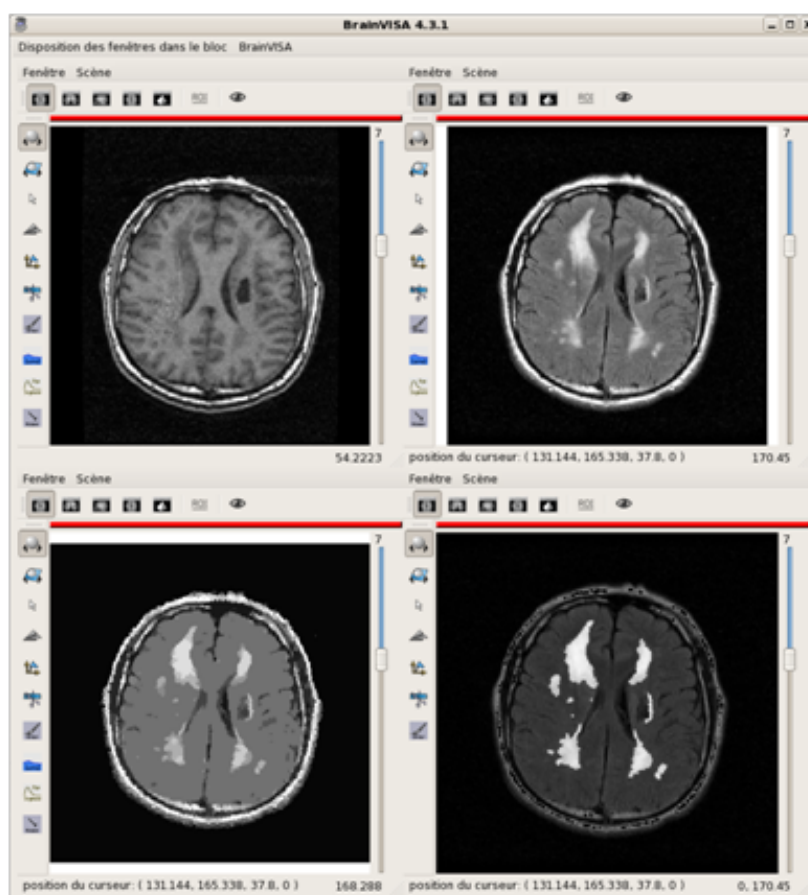 BrainVISA 4.3.1
Disposition des fenêtres dans le bloc BrainVISA
Fenêtre Scène
Fenêtre Scène
ROI
ROI
7
7
54.2223
position du curseur: ( 131.144, 165.338, 37.8, 0 ) 170.45
Fenêtre Scène
Fenêtre Scène
ROI
ROI
7
7
position du curseur: ( 131.144, 165.338, 37.8, 0 ) 168.288
position du curseur: ( 131.144, 165.338, 37.8, 0 ) 0, 170.45